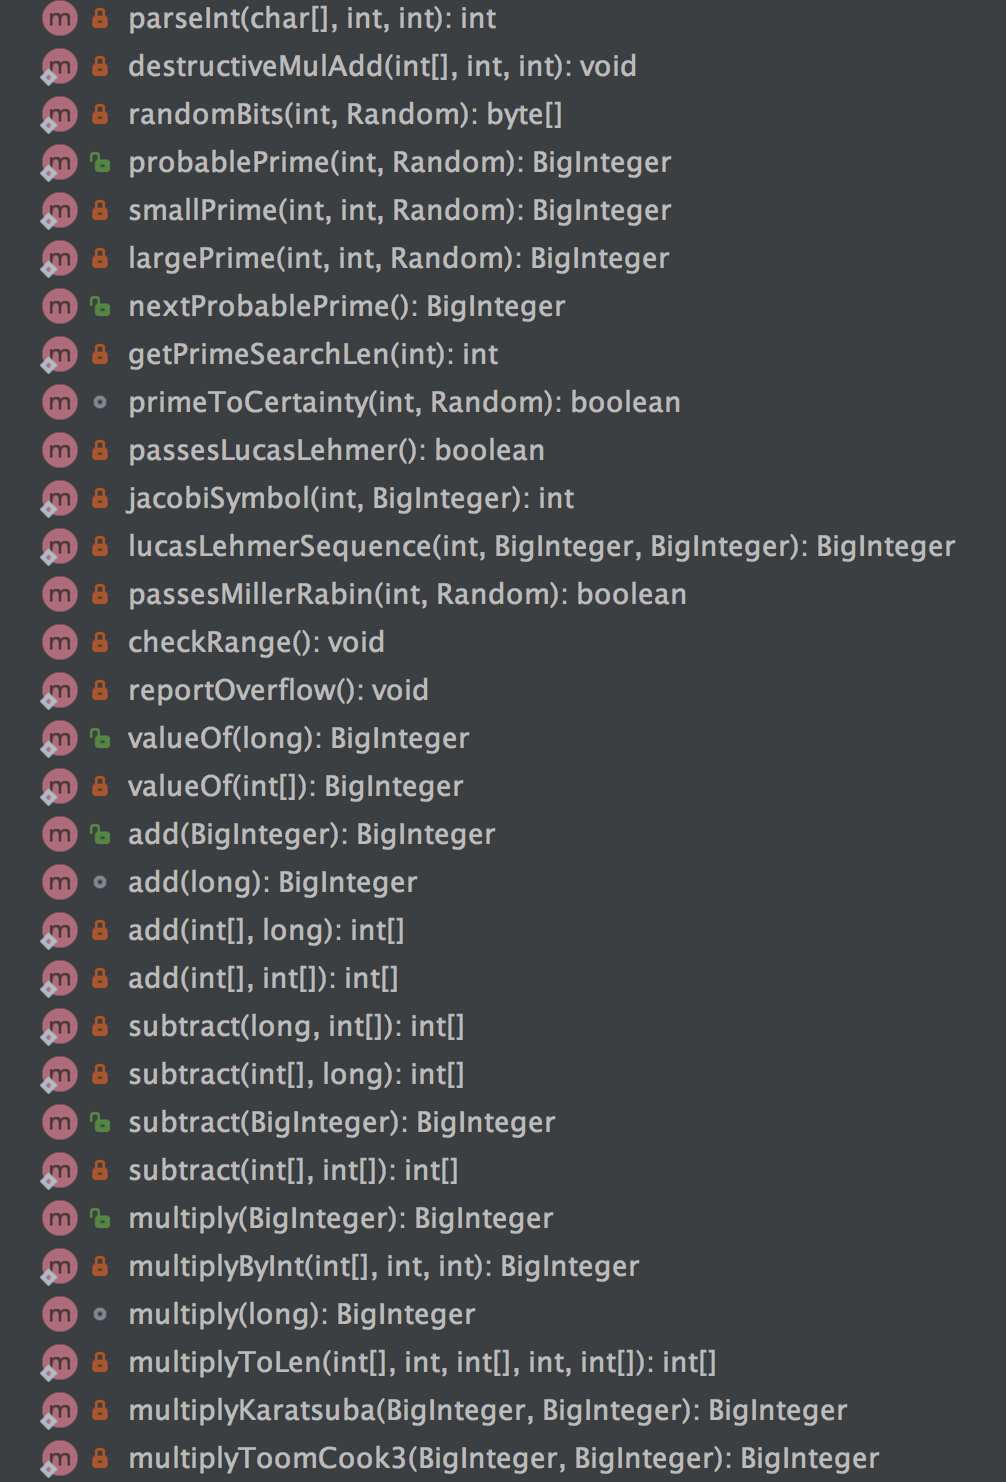 m parseInt(char[], int, int): int
m destructiveMulAdd(int[], int, int): void
m randomBits(int, Random): byte[]
m probablePrime(int, Random): BigInteger
m smallPrime(int, int, Random): BigInteger
m largePrime(int, int, Random): BigInteger
m nextProbablePrime(): BigInteger
m getPrimeSearchLen(int): int
m primeToCertainty(int, Random): boolean
m passesLucasLehmer(): boolean
m jacobiSymbol(int, BigInteger): int
m lucasLehmerSequence(int, BigInteger, BigInteger): BigInteger
m passesMillerRabin(int, Random): boolean
m checkRange(): void
m reportOverflow(): void
m valueOf(long): BigInteger
m valueOf(int[]): BigInteger
m add(BigInteger): BigInteger
m add(long): BigInteger
m add(int[], long): int[]
m add(int[], int[]): int[]
m subtract(long, int[]): int[]
m subtract(int[], long): int[]
m subtract(BigInteger): BigInteger
m subtract(int[], int[]): int[]
m multiply(BigInteger): BigInteger
m multiplyByInt(int[], int, int): BigInteger
m multiply(long): BigInteger
m multiplyToLen(int[], int, int[], int, int[]): int[]
m multiplyKaratsuba(BigInteger, BigInteger): BigInteger
m multiplyToomCook3(BigInteger, BigInteger): BigInteger